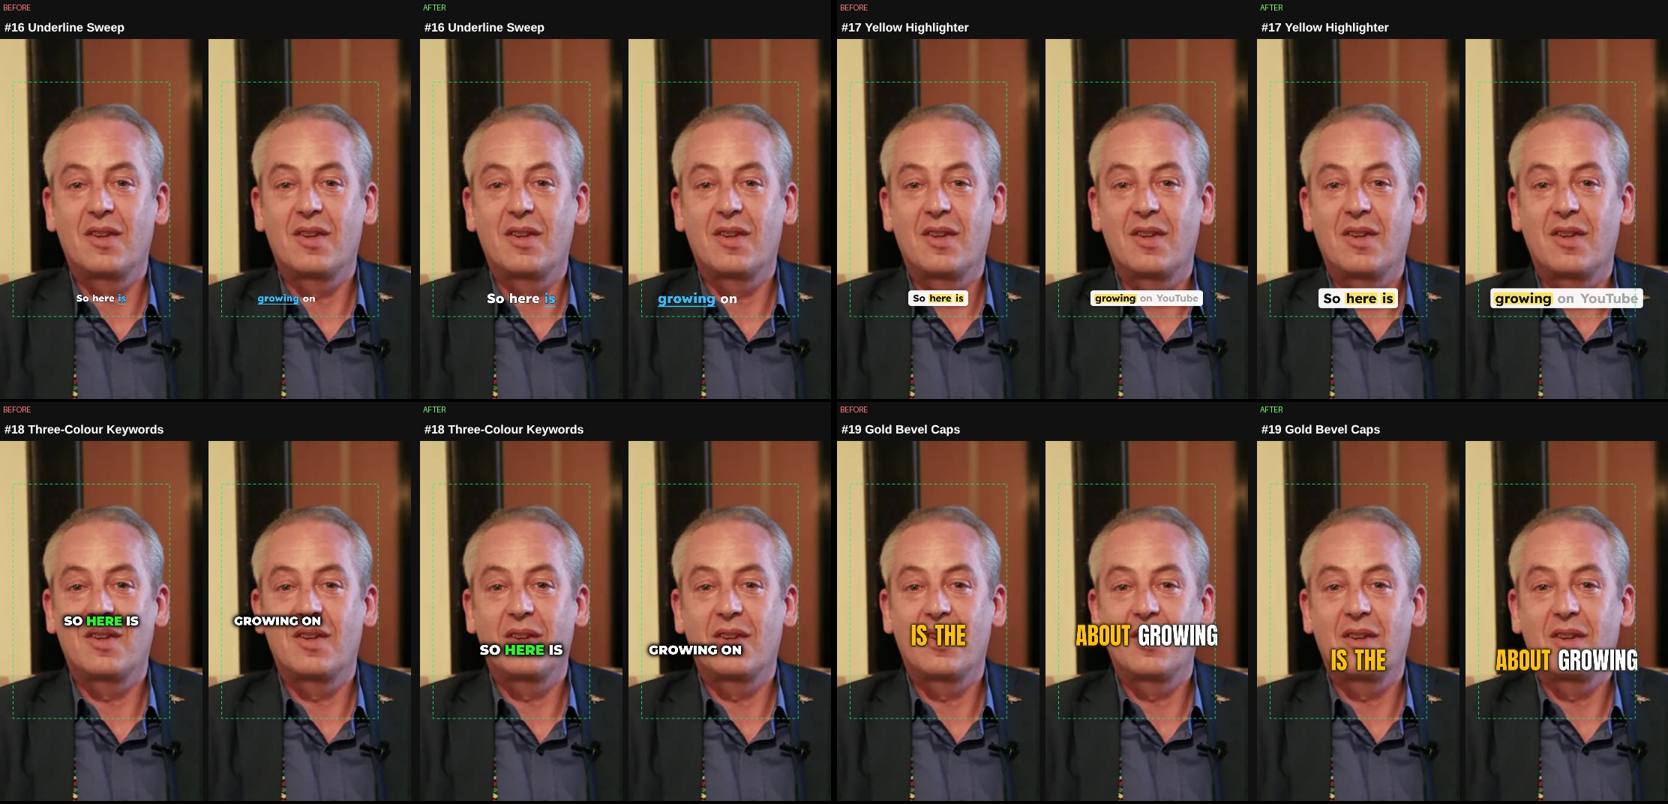 BEFORE
#16 Underline Sweep
So here is
growing on
AFTER
#16 Underline Sweep
So here is
growing on
BEFORE
#17 Yellow Highlighter
So here is
growing on YouTube
AFTER
#17 Yellow Highlighter
So here is
growing on YouTube
BEFORE
#18 Three-Colour Keywords
SO HERE IS
GROWING ON
AFTER
#18 Three-Colour Keywords
SO HERE IS
GROWING ON
BEFORE
#19 Gold Bevel Caps
IS THE
ABOUT GROWING
AFTER
#19 Gold Bevel Caps
IS THE
ABOUT GROWING